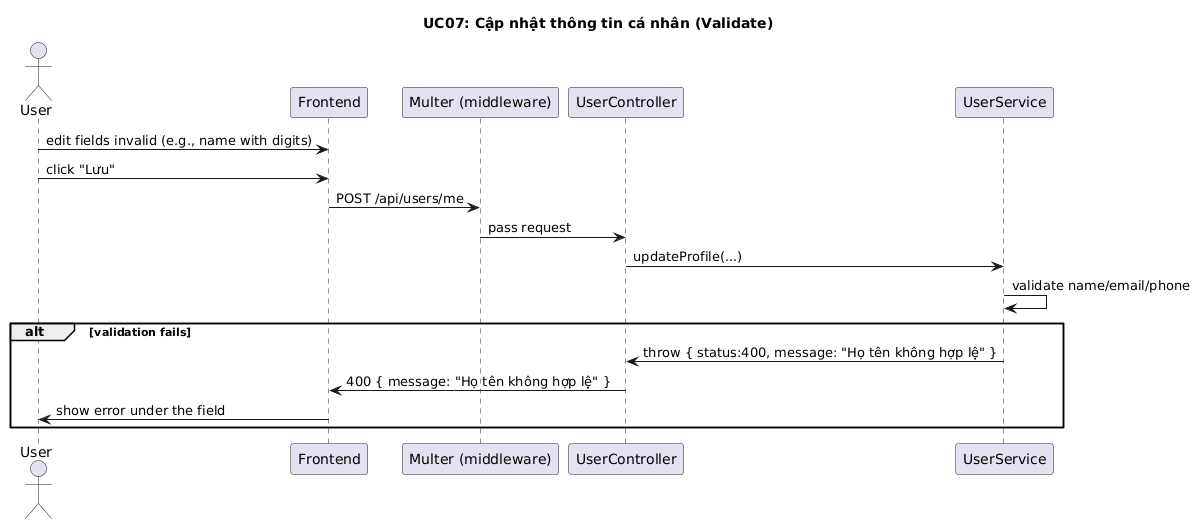 UC07: Cập nhật thông tin cá nhân (Validate)
User
Frontend
Multer (middleware)
UserController
UserService
edit fields invalid (e.g., name with digits)
click "Lưu"
POST /api/users/me
pass request
updateProfile(...)
validate name/email/phone
alt
[validation fails]
throw { status:400, message: "Họ tên không hợp lệ" }
400 { message: "Họ tên không hợp lệ" }
show error under the field
User
Frontend
Multer (middleware)
UserController
UserService